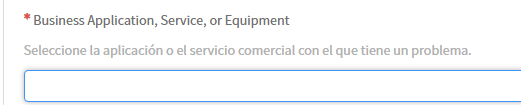 * Business Application, Service, or Equipment
Seleccione la aplicación o el servicio comercial con el que tiene un problema.